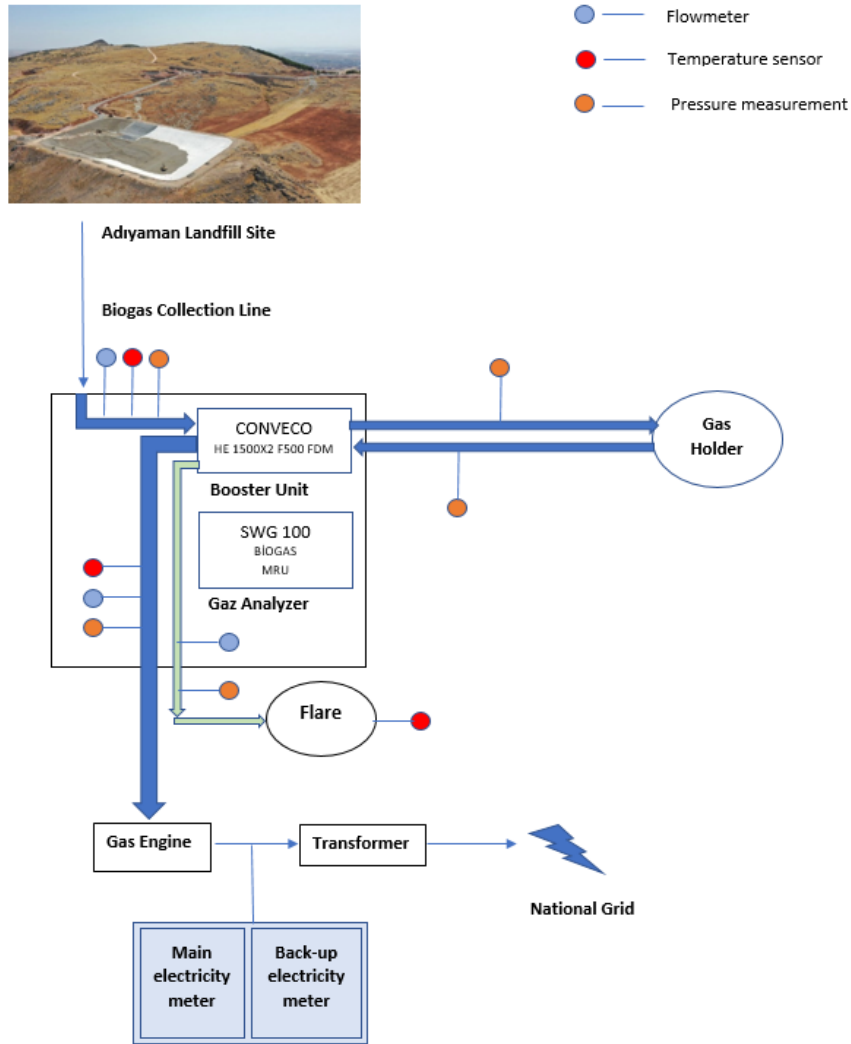 Flowmeter
Temperature sensor
Pressure measurement
Adıyaman Landfill Site
Biogas Collection Line
CONVECO
HE 1500X2 F500 FDM
Booster Unit
Gas
Holder
SWG 100
BİOGAS
MRU
Gaz Analyzer
Flare
Gas Engine
Transformer
National Grid
Main
electricity
meter
Back-up
electricity
meter